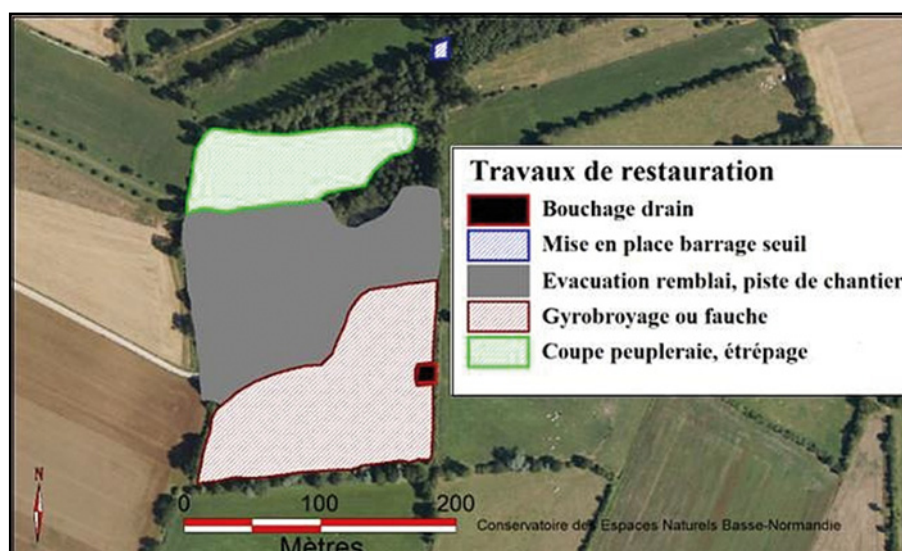 Travaux de restauration
Bouchage drain
Mise en place barrage seuil
Evacuation remblai, piste de chantier
Gyrobroyage ou fauche
Coupe peupleraie, étrépage
N
0 100 200
Mètres
Conservatoire des Espaces Naturels Basse-Normandie